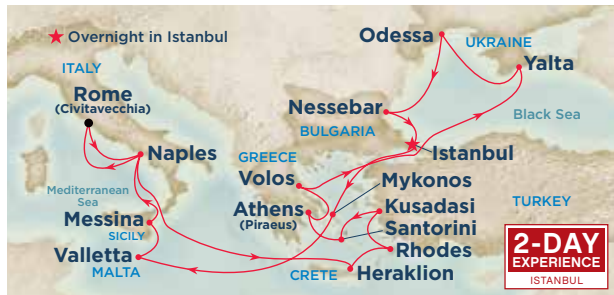 Overnight in Istanbul
Odessa
UKRAINE
Yalta
ITALY
Rome
(Civitavecchia)
Nessebar
BULGARIA
Black Sea
Naples
Istanbul
GREECE
Volos
Mykonos
Mediterranean
Sea
Athens
(Piraeus)
Kusadasi
TURKEY
Messina
SICILY
Santorini
Valletta
MALTA
Rhodes
CRETE
Heraklion
2-DAY
EXPERIENCE
ISTANBUL